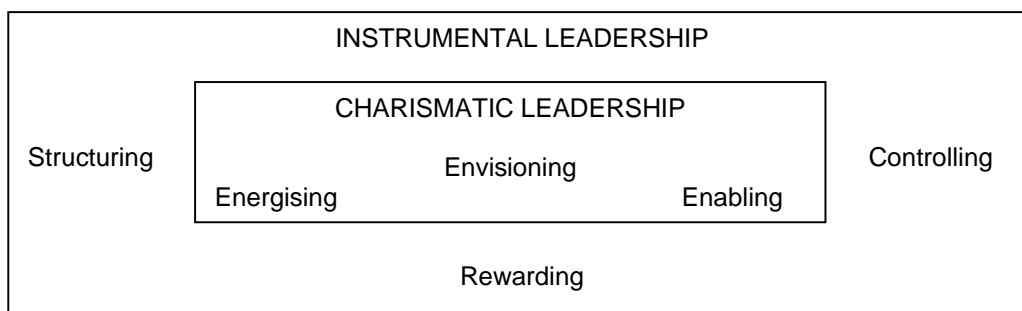 INSTRUMENTAL LEADERSHIP
CHARISMATIC LEADERSHIP
Structuring
Envisioning
Controlling
Energising
Enabling
Rewarding